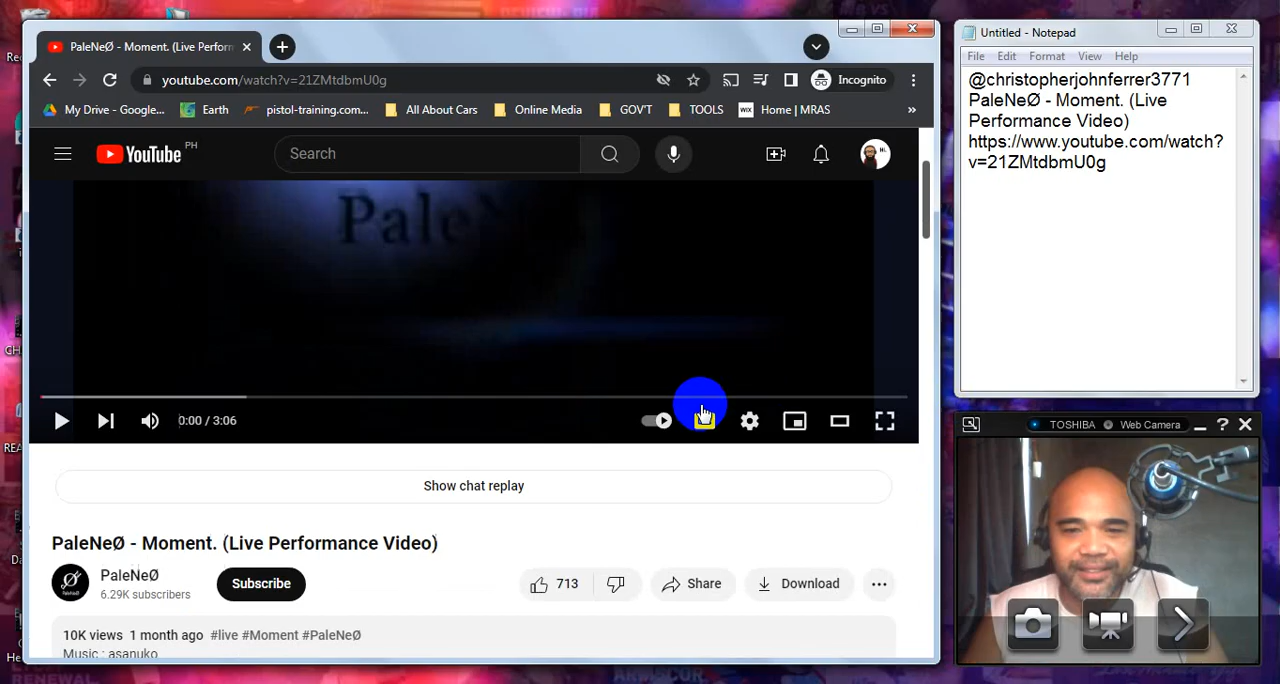 PaleNeØ - Moment. (Live Perforn
youtube.com/watch?v=21ZMtdbmU0g
Incognito
My Drive - Google...
Earth
pistol-training.com...
All About Cars
Online Media
GOV'T
TOOLS
WIX
Home | MRAS
»
YouTube PH
Search
Pale
0:00 / 3:06
Show chat replay
PaleNeØ - Moment. (Live Performance Video)
PaleNeØ
6.29K subscribers
Subscribe
713
Share
Download
10K views 1 month ago #live #Moment #PaleNeØ
Music : asanuko
Untitled - Notepad
File Edit Format View Help
@christopherjohnferrer3771
PaleNeØ - Moment. (Live
Performance Video)
https://www.youtube.com/watch?
v=21ZMtdbmU0g
TOSHIBA Web Camera